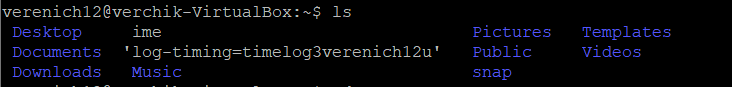 verenich12@verchik-VirtualBox:~$ ls
Desktop ime Pictures Templates
Documents 'log-timing=timelog3verenich12u' Public Videos
Downloads Music snap